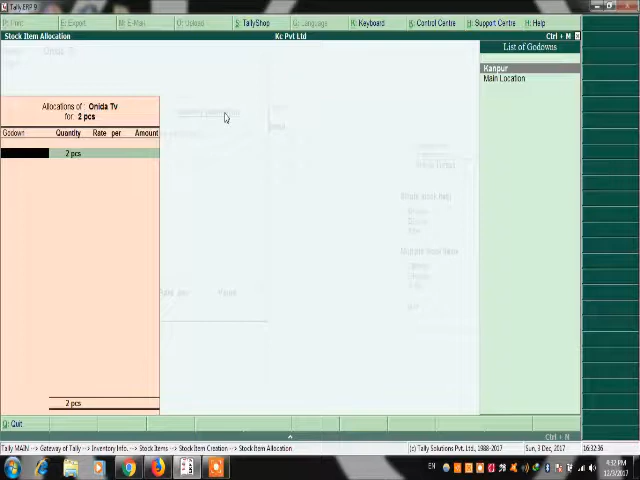 Tally.ERP 9
P: Print E: Export M: E-Mail O: Upload S: TallyShop G: Language K: Keyboard K: Control Centre H: Support Centre H: Help
Stock Item Allocation Kc Pvt Ltd Ctrl + M
List of Godowns
Kanpur
Main Location
Allocations of : Onida Tv
for: 2 pcs
Godown Quantity Rate per Amount
2 pcs
2 pcs
Q: Quit
Ctrl + N
Tally MAIN --> Gateway of Tally --> Inventory Info. --> Stock Items --> Stock Item Creation --> Stock Item Allocation (c) Tally Solutions Pvt. Ltd., 1988-2017 Sun, 3 Dec, 2017 16:32:36
EN 4:32 PM
12/3/2017